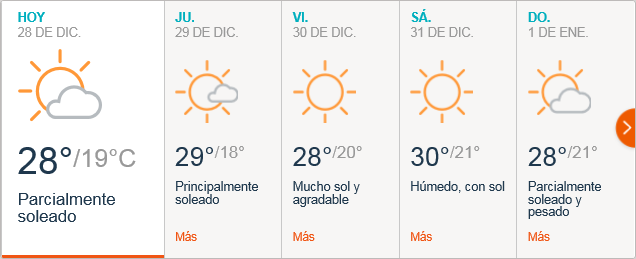 HOY
28 DE DIC.
28°/19°C
Parcialmente
soleado
JU.
29 DE DIC.
29°/18°
Principalmente
soleado
Más
VI.
30 DE DIC.
28°/20°
Mucho sol y
agradable
Más
SÁ.
31 DE DIC.
30°/21°
Húmedo, con sol
Más
DO.
1 DE ENE.
28°/21°
Parcialmente
soleado y
pesado
Más